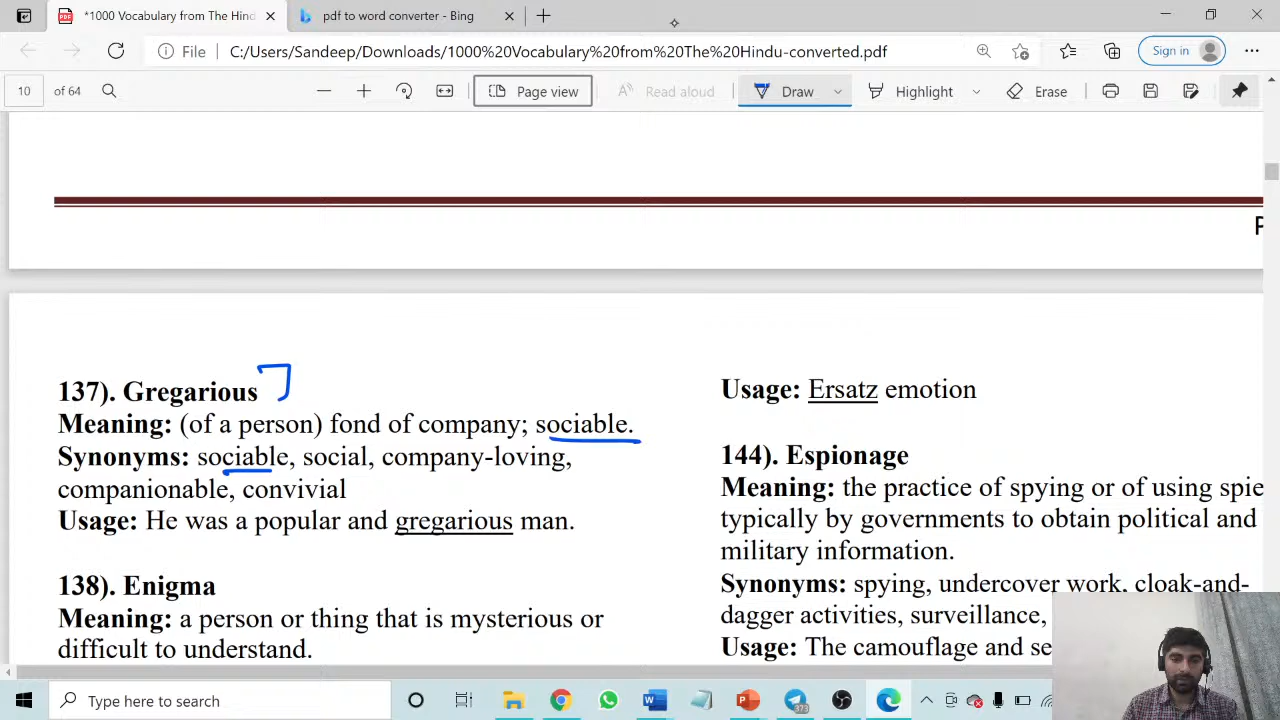 *1000 Vocabulary from The Hind
pdf to word converter - Bing
File
C:/Users/Sandeep/Downloads/1000%20Vocabulary%20from%20The%20Hindu-converted.pdf
Sign in
10 of 64
Page view
Read aloud
Draw
Highlight
Erase
137). Gregarious
Meaning: (of a person) fond of company; sociable.
Synonyms: sociable, social, company-loving,
companionable, convivial
Usage: He was a popular and gregarious man.
138). Enigma
Meaning: a person or thing that is mysterious or
difficult to understand.
Usage: Ersatz emotion
144). Espionage
Meaning: the practice of spying or of using spie
typically by governments to obtain political and
military information.
Synonyms: spying, undercover work, cloak-and-
dagger activities, surveillance,
Usage: The camouflage and se
Type here to search